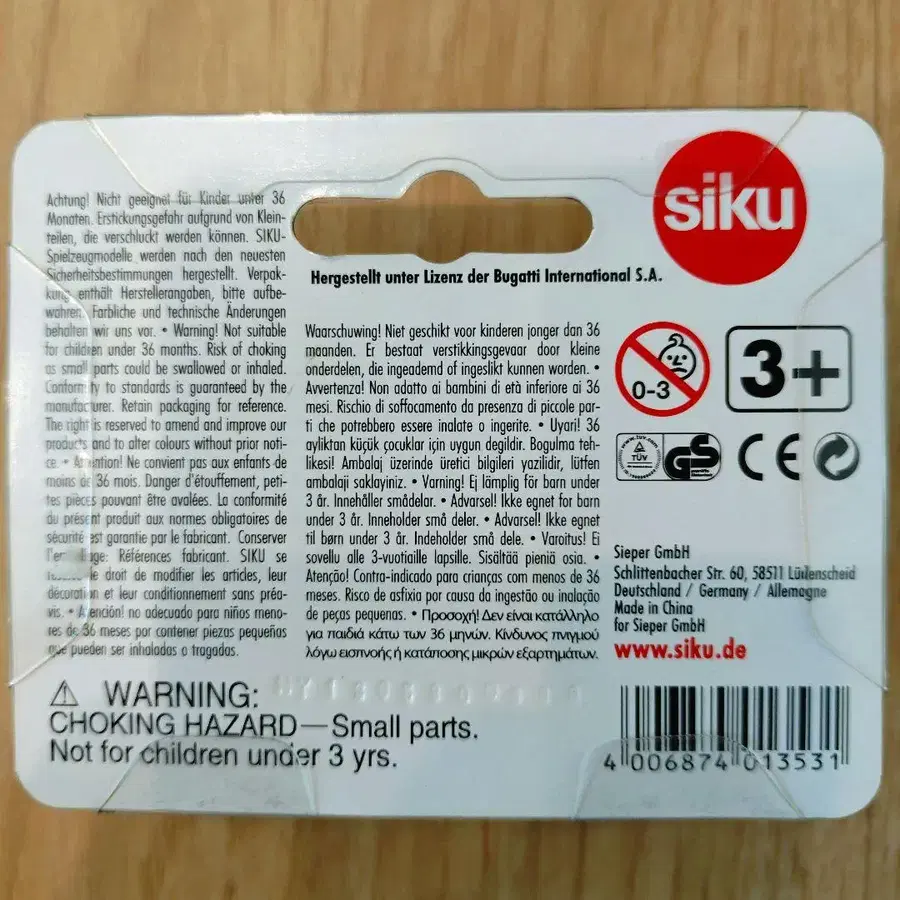 siku
Achtung! Nicht geeignet für Kinder unter 36
Monaten. Erstickungsgefahr aufgrund von Klein-
teilen, die verschluckt werden können. SIKU-
Spielzeugmodelle werden nach den neuesten
Sicherheitsbestimmungen hergestellt. Verpak-
kung enthält Herstellerangaben, bitte aufbe-
wahren. Farbliche und technische Änderungen
behalten wir uns vor. • Warning! Not suitable
for children under 36 months. Risk of choking
as small parts could be swallowed or inhaled.
Conformity to standards is guaranteed by the
manufacturer. Retain packaging for reference.
The right is reserved to amend and improve our
products and to alter colours without prior noti-
ce. • Attention! Ne convient pas aux enfants de
moins de 36 mois. Danger d'étouffement, peti-
tes pièces pouvant être avalées. La conformité
du présent produit aux normes obligatoires de
sécurité est garantie par le fabricant. Conserver
Références fabricant. SIKU se
le droit de modifier les articles, leur
décoration et leur conditionnement sans préa-
vis. • Atención! no adecuado para niños meno-
res de 36 meses por contener piezas pequeñas
que pueden ser inhaladas o tragadas.
Hergestellt unter Lizenz der Bugatti International S.A.
Waarschuwing! Niet geschikt voor kinderen jonger dan 36
maanden. Er bestaat verstikkingsgevaar door kleine
onderdelen, die ingeademd of ingeslikt kunnen worden. •
Avvertenza! Non adatto ai bambini di età inferiore ai 36
mesi. Rischio di soffocamento da presenza di piccole par-
ti che potrebbero essere inalate o ingerite. • Uyari! 36
ayliktan küçük çocuklar için uygun degildir. Bogulma teh-
likesi! Ambalaj üzerinde üretici bilgileri yazilidir, lütfen
ambalaji saklayiniz. • Varning! Ej lämplig för barn under
3 år. Innehåller smådelar. • Advarsel! Ikke egnet for barn
under 3 år. Inneholder små deler. • Advarsel! Ikke egnet
til børn under 3 år. Indeholder små dele. • Varoitus! Ei
sovellu alle 3-vuotiaille lapsille. Sisältää pieniä osia. •
Atenção! Contra-indicado para crianças com menos de 36
meses. Risco de asfixia por causa da ingestão ou inalação
de peças pequenas. • Προσοχή! Δεν είναι κατάλληλο
για παιδιά κάτω των 36 μηνών. Κίνδυνος πνιγμού
λόγω εισπνοής ή κατάποσης μικρών εξαρτημάτων.
0-3
3+
www.tuv.com
TÜV
GS
CE
Sieper GmbH
Schlittenbacher Str. 60, 58511 Lüdenscheid
Deutschland / Germany / Allemagne
Made in China
for Sieper GmbH
www.siku.de
⚠ WARNING:
CHOKING HAZARD—Small parts.
Not for children under 3 yrs.
4 006874 013531